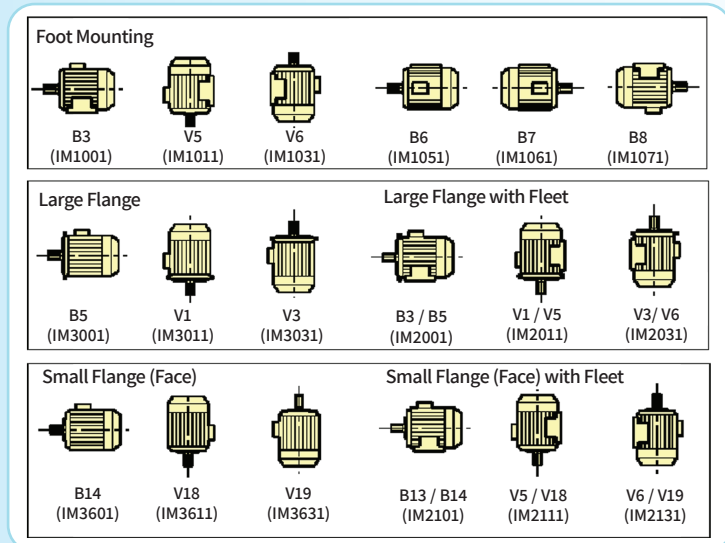 Foot Mounting
B3 V5 V6 B6 B7 B8
(IM1001) (IM1011) (IM1031) (IM1051) (IM1061) (IM1071)
Large Flange Large Flange with Fleet
B5 V1 V3 B3 / B5 V1 / V5 V3/ V6
(IM3001) (IM3011) (IM3031) (IM2001) (IM2011) (IM2031)
Small Flange (Face) Small Flange (Face) with Fleet
B14 V18 V19 B13 / B14 V5 / V18 V6 / V19
(IM3601) (IM3611) (IM3631) (IM2101) (IM2111) (IM2131)